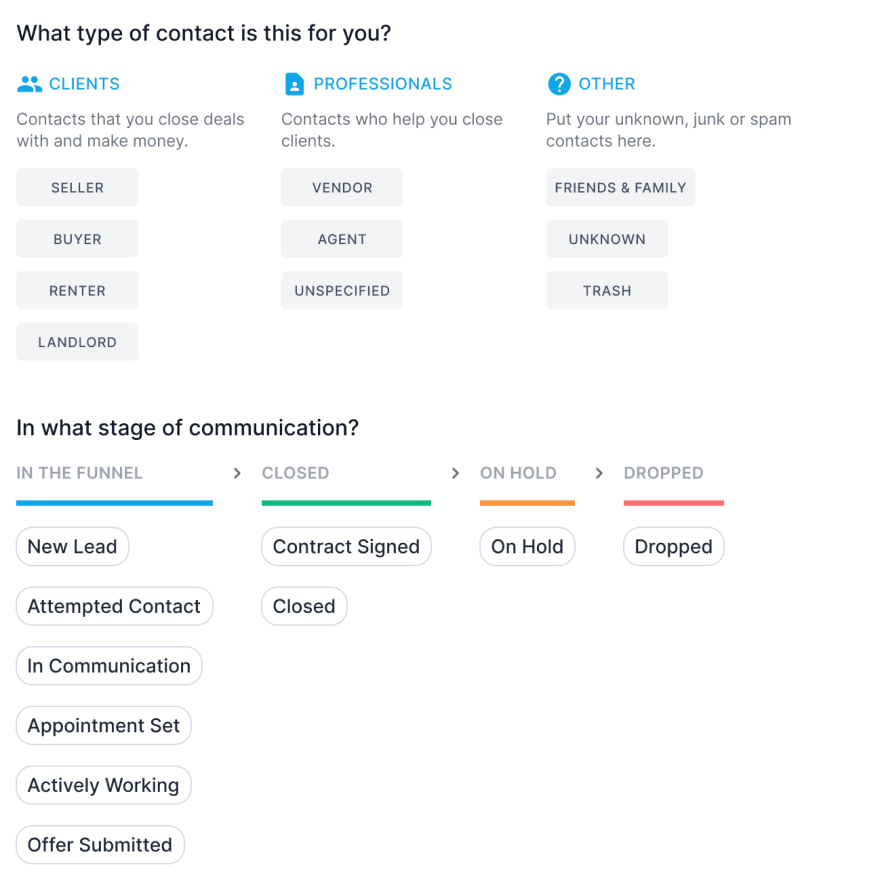 What type of contact is this for you?
CLIENTS
Contacts that you close deals
with and make money.
SELLER
BUYER
RENTER
LANDLORD
PROFESSIONALS
Contacts who help you close
clients.
VENDOR
AGENT
UNSPECIFIED
OTHER
Put your unknown, junk or spam
contacts here.
FRIENDS & FAMILY
UNKNOWN
TRASH
In what stage of communication?
IN THE FUNNEL
New Lead
Attempted Contact
In Communication
Appointment Set
Actively Working
Offer Submitted
CLOSED
Contract Signed
Closed
ON HOLD
On Hold
DROPPED
Dropped